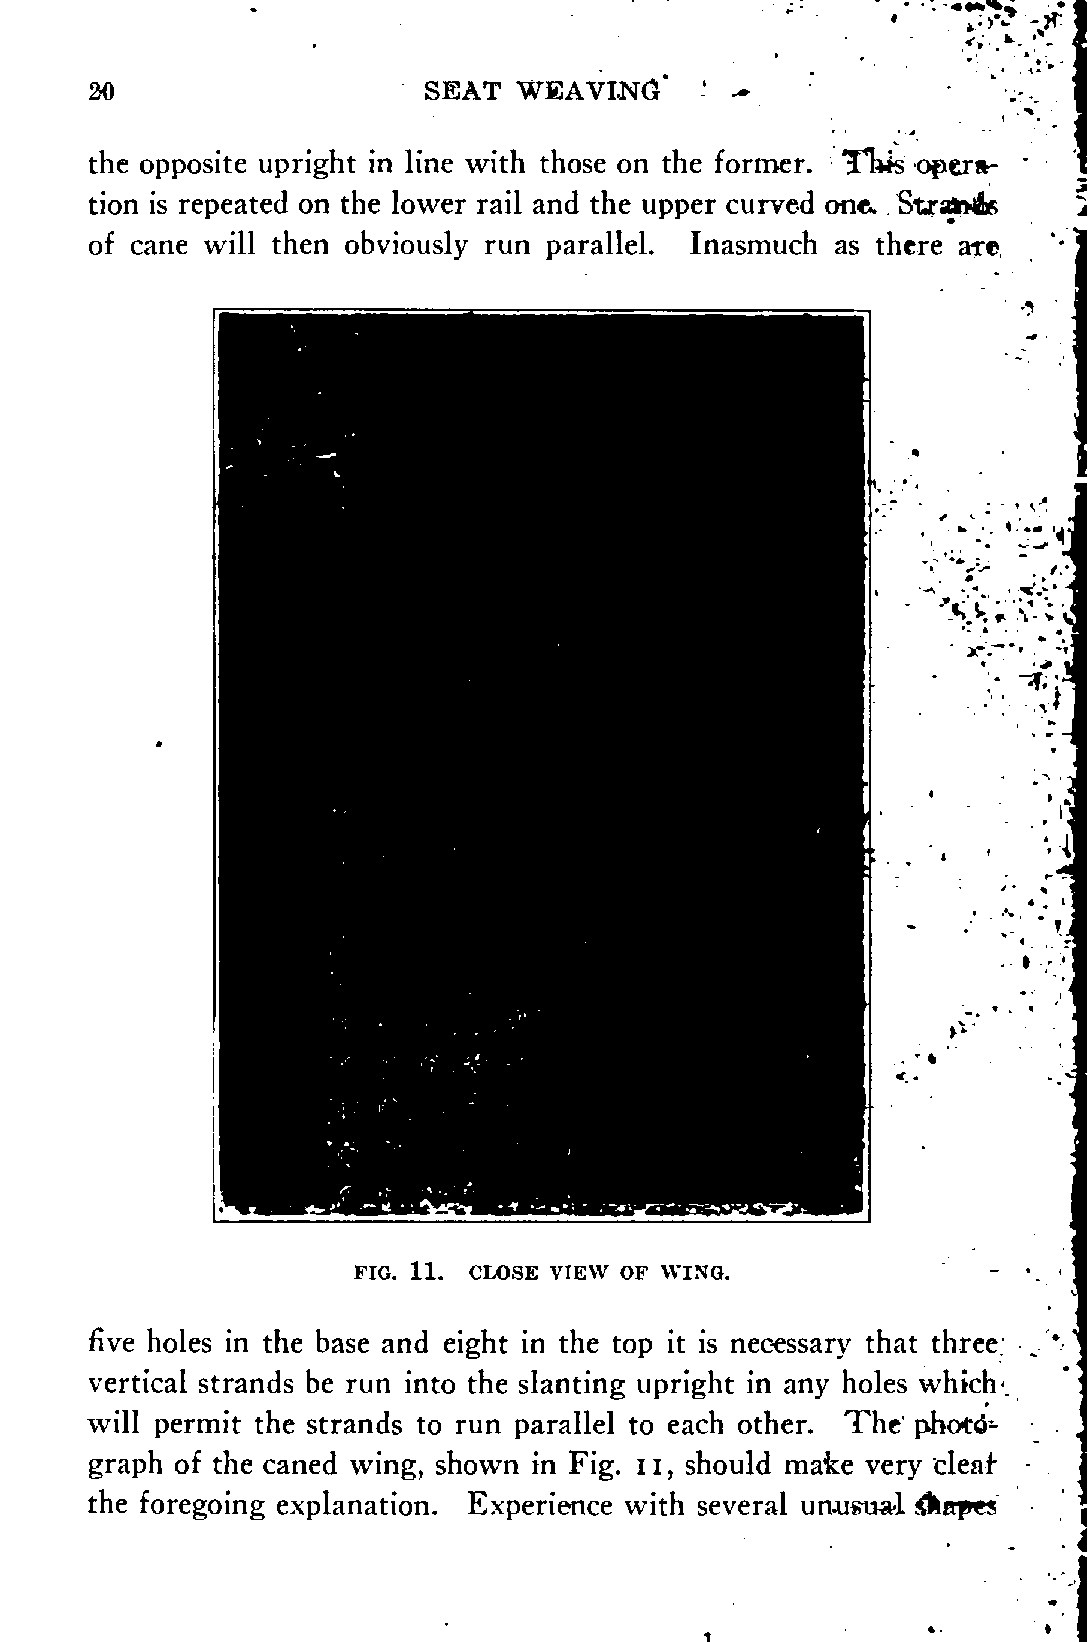 20 SEAT WEAVING
the opposite upright in line with those on the former. This opera-
tion is repeated on the lower rail and the upper curved one. Strands
of cane will then obviously run parallel. Inasmuch as there are
FIG. 11. CLOSE VIEW OF WING.
five holes in the base and eight in the top it is necessary that three
vertical strands be run into the slanting upright in any holes which
will permit the strands to run parallel to each other. The photo-
graph of the caned wing, shown in Fig. 11, should make very clear
the foregoing explanation. Experience with several unusual shapes